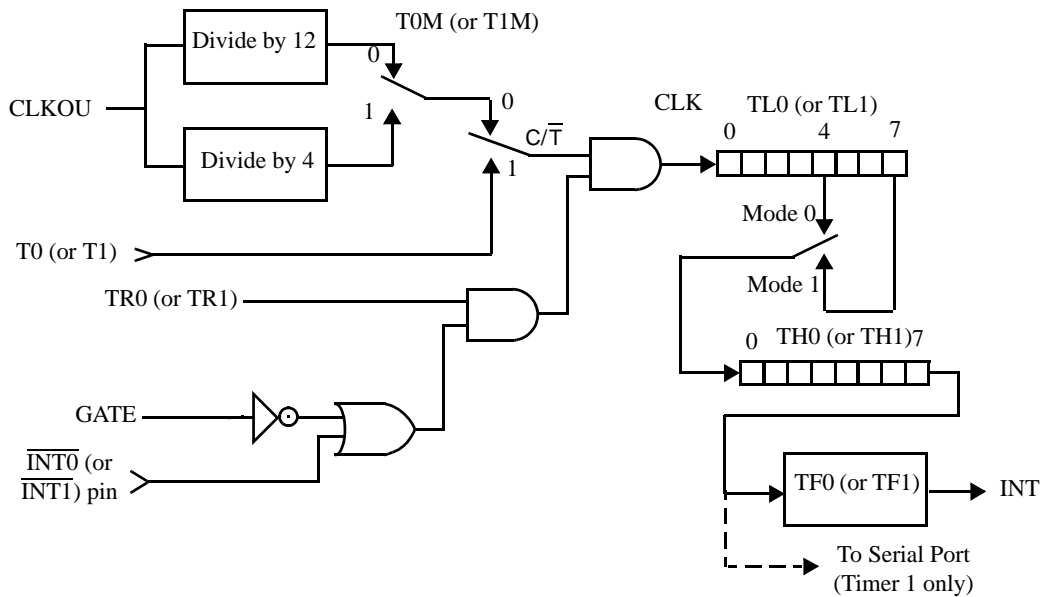 T0M (or T1M)
Divide by 12
0
CLKOU
1
0
CLK
TL0 (or TL1)
0 4 7
C/T̅
Divide by 4
1
Mode 0
T0 (or T1)
Mode 1
TR0 (or TR1)
0 TH0 (or TH1) 7
GATE
I̅N̅T̅0̅ (or
I̅N̅T̅1̅) pin
TF0 (or TF1)
INT
To Serial Port
(Timer 1 only)